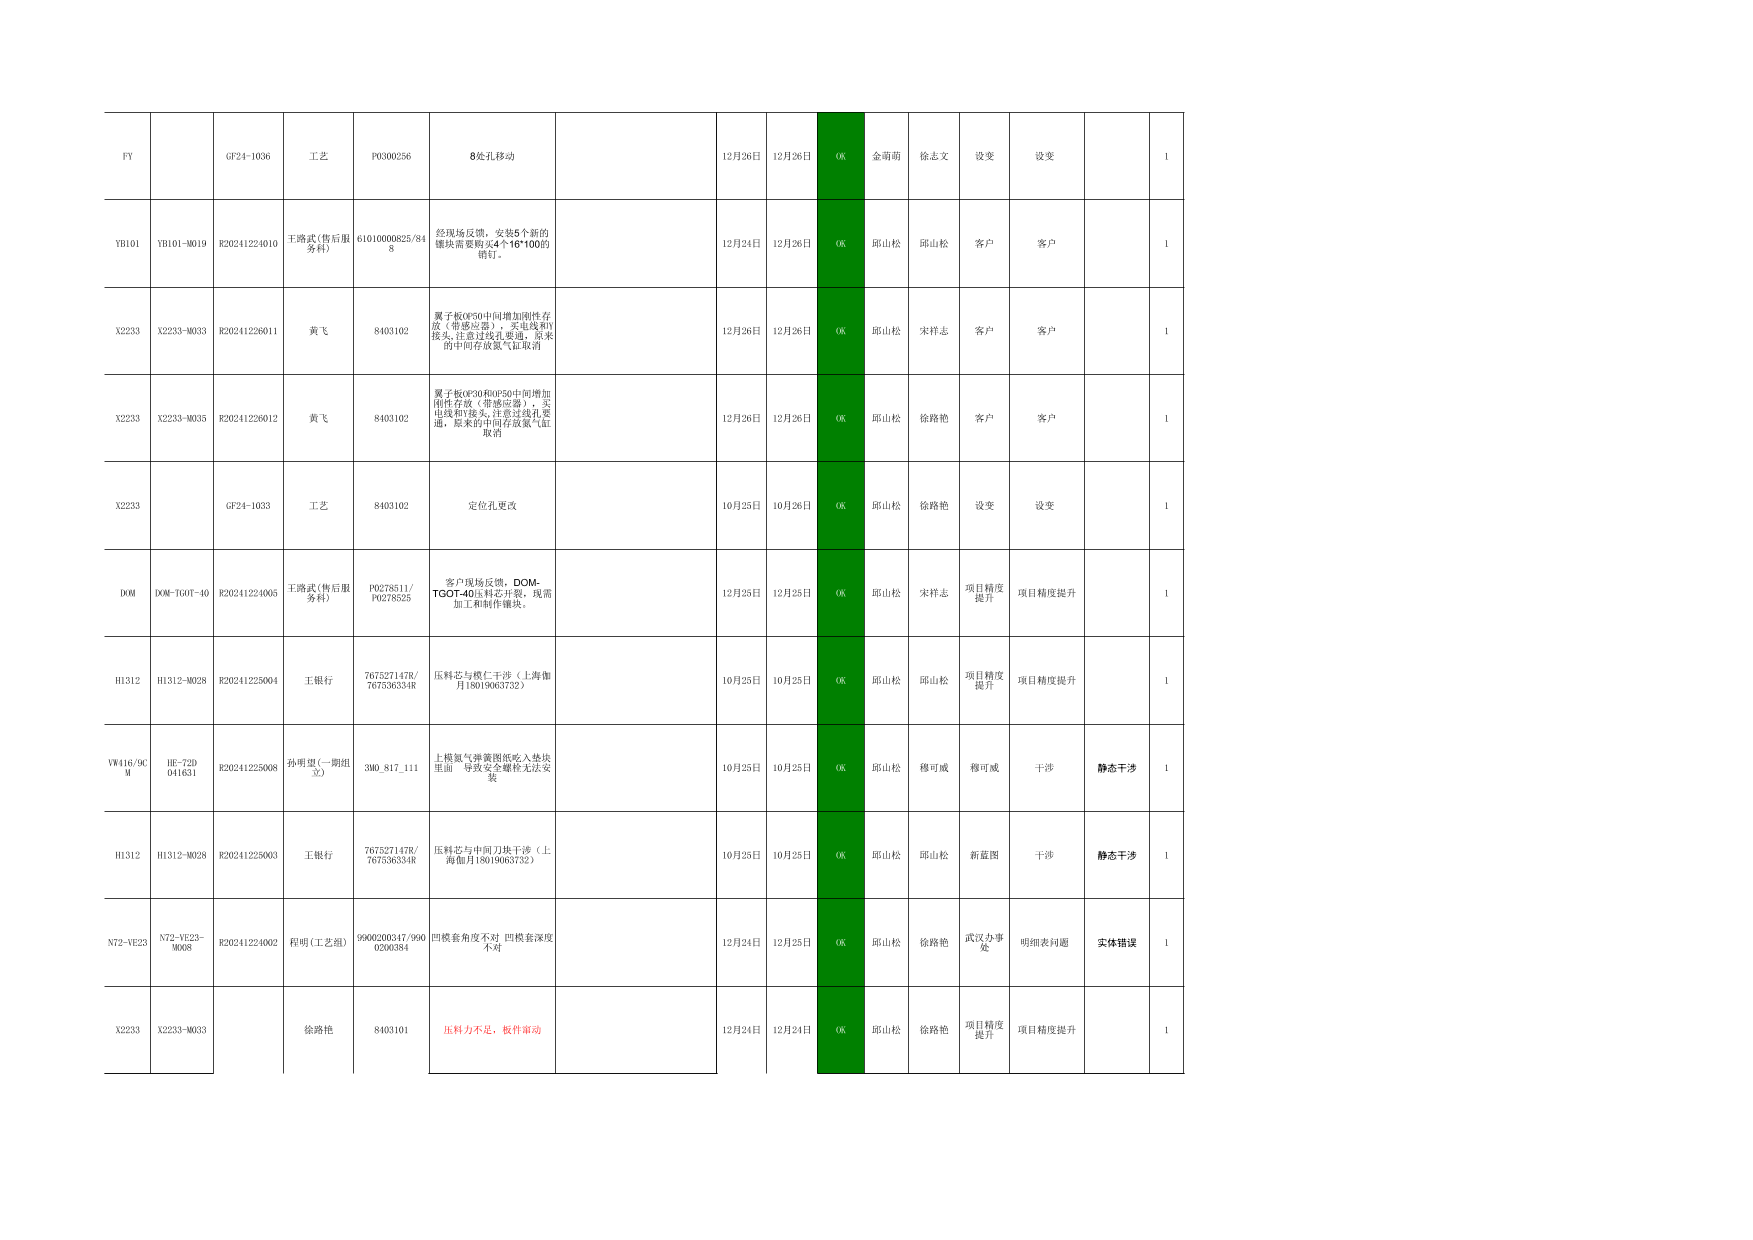 FY GF24-1036 工艺 P0300256 8处孔移动 12月26日 12月26日 OK 金萌萌 徐志文 设变 设变 1
YB101 YB101-M019 R20241224010 王路武(售后服务科) 61010000825/848 经现场反馈，安装5个新的镶块需要购买4个16*100的销钉。 12月24日 12月26日 OK 邱山松 邱山松 客户 客户 1
X2233 X2233-M033 R20241226011 黄飞 8403102 翼子板OP50中间增加刚性存放（带感应器），买电线和Y接头,注意过线孔要通，原来的中间存放氮气缸取消 12月26日 12月26日 OK 邱山松 宋祥志 客户 客户 1
X2233 X2233-M035 R20241226012 黄飞 8403102 翼子板OP30和OP50中间增加刚性存放（带感应器），买电线和Y接头,注意过线孔要通，原来的中间存放氮气缸取消 12月26日 12月26日 OK 邱山松 徐路艳 客户 客户 1
X2233 GF24-1033 工艺 8403102 定位孔更改 10月25日 10月26日 OK 邱山松 徐路艳 设变 设变 1
DOM DOM-TGOT-40 R20241224005 王路武(售后服务科) P0278511/P0278525 客户现场反馈，DOM-TGOT-40压料芯开裂，现需加工和制作镶块。 12月25日 12月25日 OK 邱山松 宋祥志 项目精度提升 项目精度提升 1
H1312 H1312-M028 R20241225004 王银行 767527147R/767536334R 压料芯与模仁干涉（上海伽月18019063732） 10月25日 10月25日 OK 邱山松 邱山松 项目精度提升 项目精度提升 1
VW416/9CM HE-72D 041631 R20241225008 孙明望(一期组立) 3M0_817_111 上模氮气弹簧图纸吃入垫块里面 导致安全螺栓无法安装 10月25日 10月25日 OK 邱山松 穆可威 穆可威 干涉 静态干涉 1
H1312 H1312-M028 R20241225003 王银行 767527147R/767536334R 压料芯与中间刀块干涉（上海伽月18019063732） 10月25日 10月25日 OK 邱山松 邱山松 新蓝图 干涉 静态干涉 1
N72-VE23 N72-VE23-M008 R20241224002 程明(工艺组) 9900200347/9900200384 凹模套角度不对 凹模套深度不对 12月24日 12月25日 OK 邱山松 徐路艳 武汉办事处 明细表问题 实体错误 1
X2233 X2233-M033 徐路艳 8403101 压料力不足，板件窜动 12月24日 12月24日 OK 邱山松 徐路艳 项目精度提升 项目精度提升 1